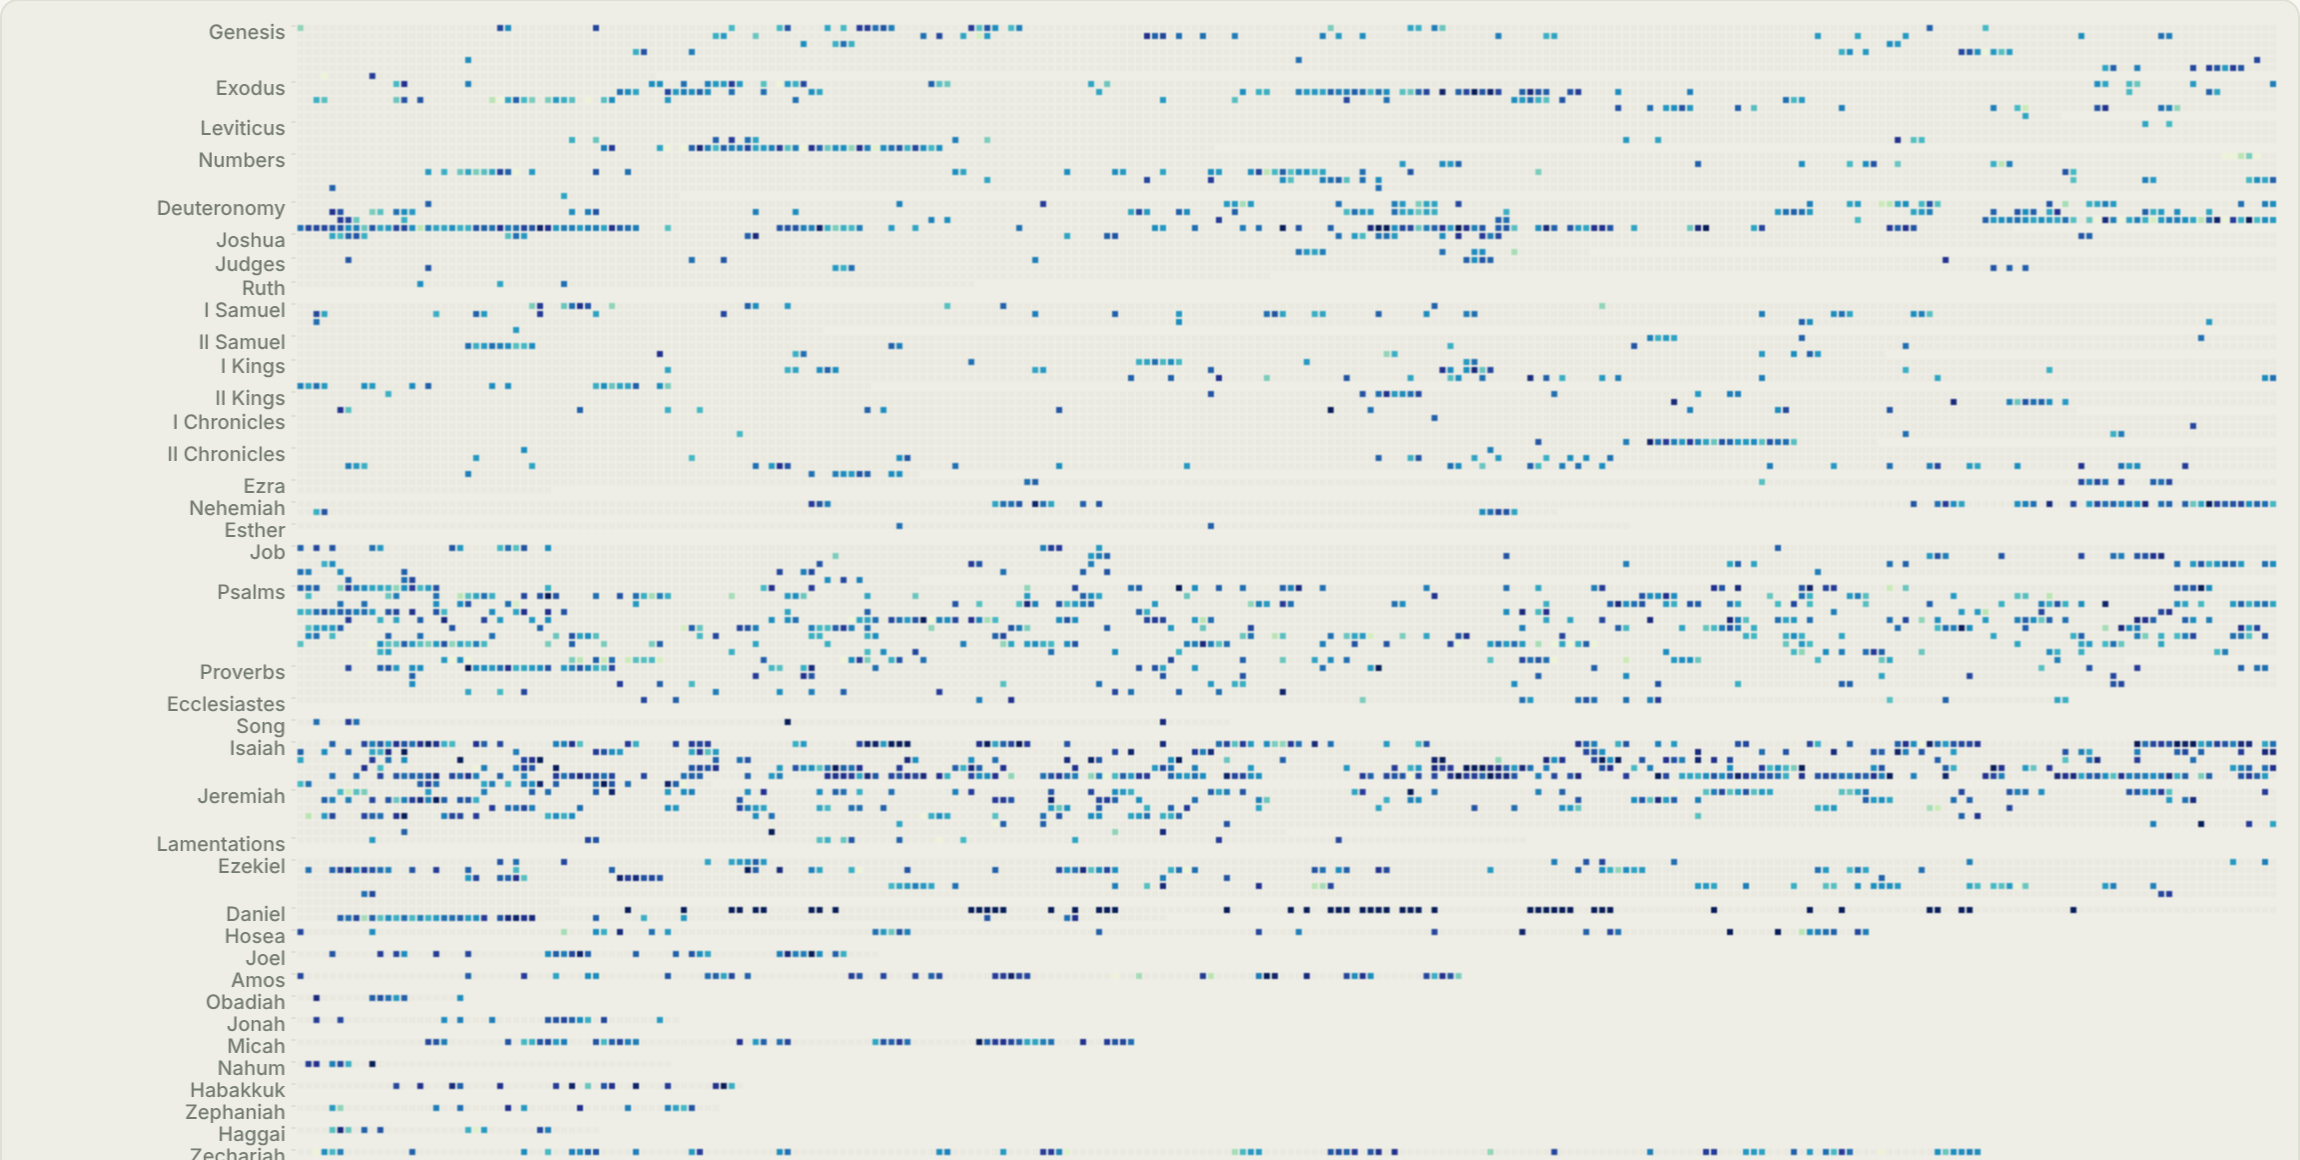 Genesis
Exodus
Leviticus
Numbers
Deuteronomy
Joshua
Judges
Ruth
I Samuel
II Samuel
I Kings
II Kings
I Chronicles
II Chronicles
Ezra
Nehemiah
Esther
Job
Psalms
Proverbs
Ecclesiastes
Song
Isaiah
Jeremiah
Lamentations
Ezekiel
Daniel
Hosea
Joel
Amos
Obadiah
Jonah
Micah
Nahum
Habakkuk
Zephaniah
Haggai
Zechariah